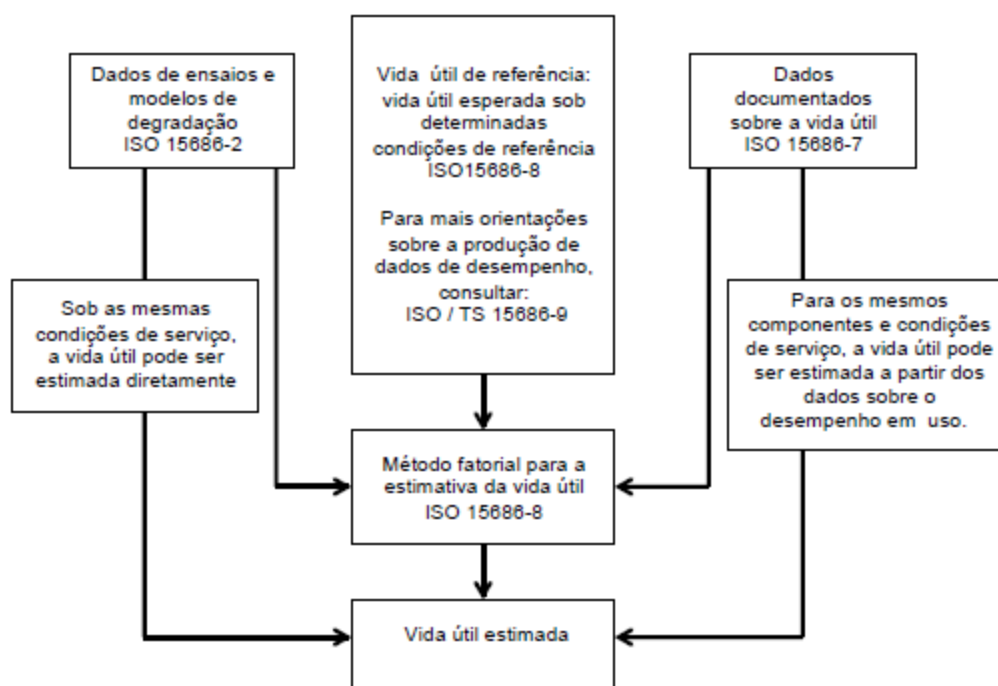 Dados de ensaios e
modelos de
degradação
ISO 15686-2
Vida útil de referência:
vida útil esperada sob
determinadas
condições de referência
ISO15686-8
Para mais orientações
sobre a produção de
dados de desempenho,
consultar:
ISO / TS 15686-9
Dados
documentados
sobre a vida útil
ISO 15686-7
Sob as mesmas
condições de serviço,
a vida útil pode ser
estimada diretamente
Para os mesmos
componentes e condições
de serviço, a vida útil pode
ser estimada a partir dos
dados sobre o
desempenho em uso.
Método fatorial para a
estimativa da vida útil
ISO 15686-8
Vida útil estimada